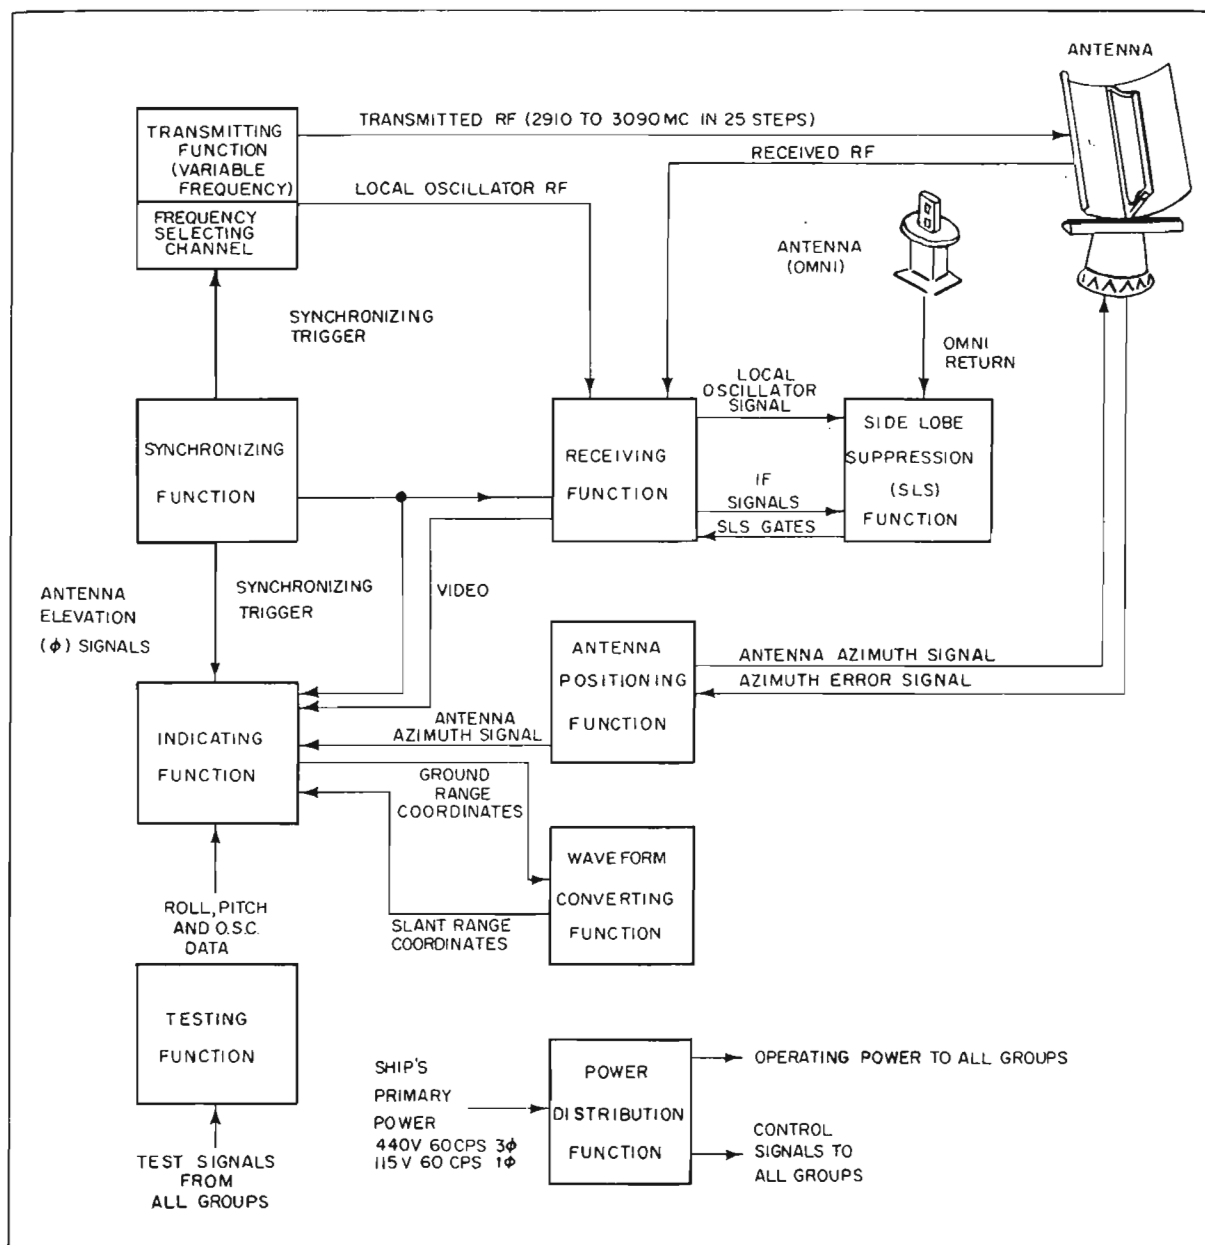 ANTENNA
TRANSMITTING
FUNCTION
(VARIABLE
FREQUENCY)
FREQUENCY
SELECTING
CHANNEL
TRANSMITTED RF (2910 TO 3090MC IN 25 STEPS)
RECEIVED RF
LOCAL OSCILLATOR RF
ANTENNA
(OMNI)
SYNCHRONIZING
TRIGGER
OMNI
RETURN
SYNCHRONIZING
FUNCTION
RECEIVING
FUNCTION
LOCAL
OSCILLATOR
SIGNAL
IF
SIGNALS
SLS GATES
SIDE LOBE
SUPPRESSION
(SLS)
FUNCTION
ANTENNA
ELEVATION
(ϕ) SIGNALS
SYNCHRONIZING
TRIGGER
VIDEO
ANTENNA
POSITIONING
FUNCTION
ANTENNA AZIMUTH SIGNAL
AZIMUTH ERROR SIGNAL
INDICATING
FUNCTION
ANTENNA
AZIMUTH SIGNAL
GROUND
RANGE
COORDINATES
WAVEFORM
CONVERTING
FUNCTION
SLANT RANGE
COORDINATES
ROLL, PITCH
AND O.S.C.
DATA
TESTING
FUNCTION
TEST SIGNALS
FROM
ALL GROUPS
SHIP'S
PRIMARY
POWER
440V 60CPS 3ϕ
115V 60 CPS 1ϕ
POWER
DISTRIBUTION
FUNCTION
OPERATING POWER TO ALL GROUPS
CONTROL
SIGNALS TO
ALL GROUPS